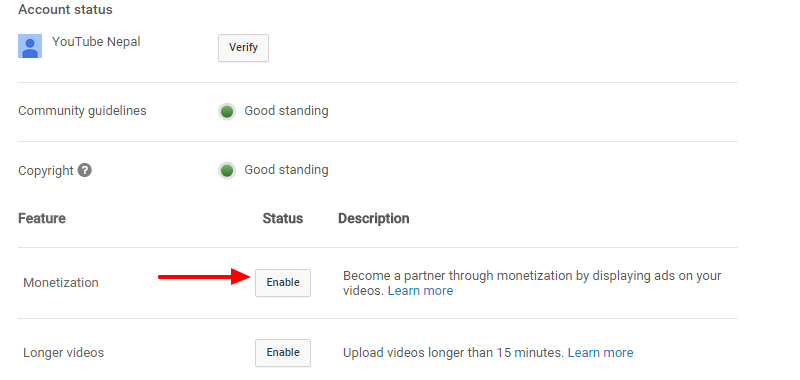 Account status
YouTube Nepal
Verify
Community guidelines
Good standing
Copyright ?
Good standing
Feature Status Description
Monetization
Enable
Become a partner through monetization by displaying ads on your
videos. Learn more
Longer videos
Enable
Upload videos longer than 15 minutes. Learn more